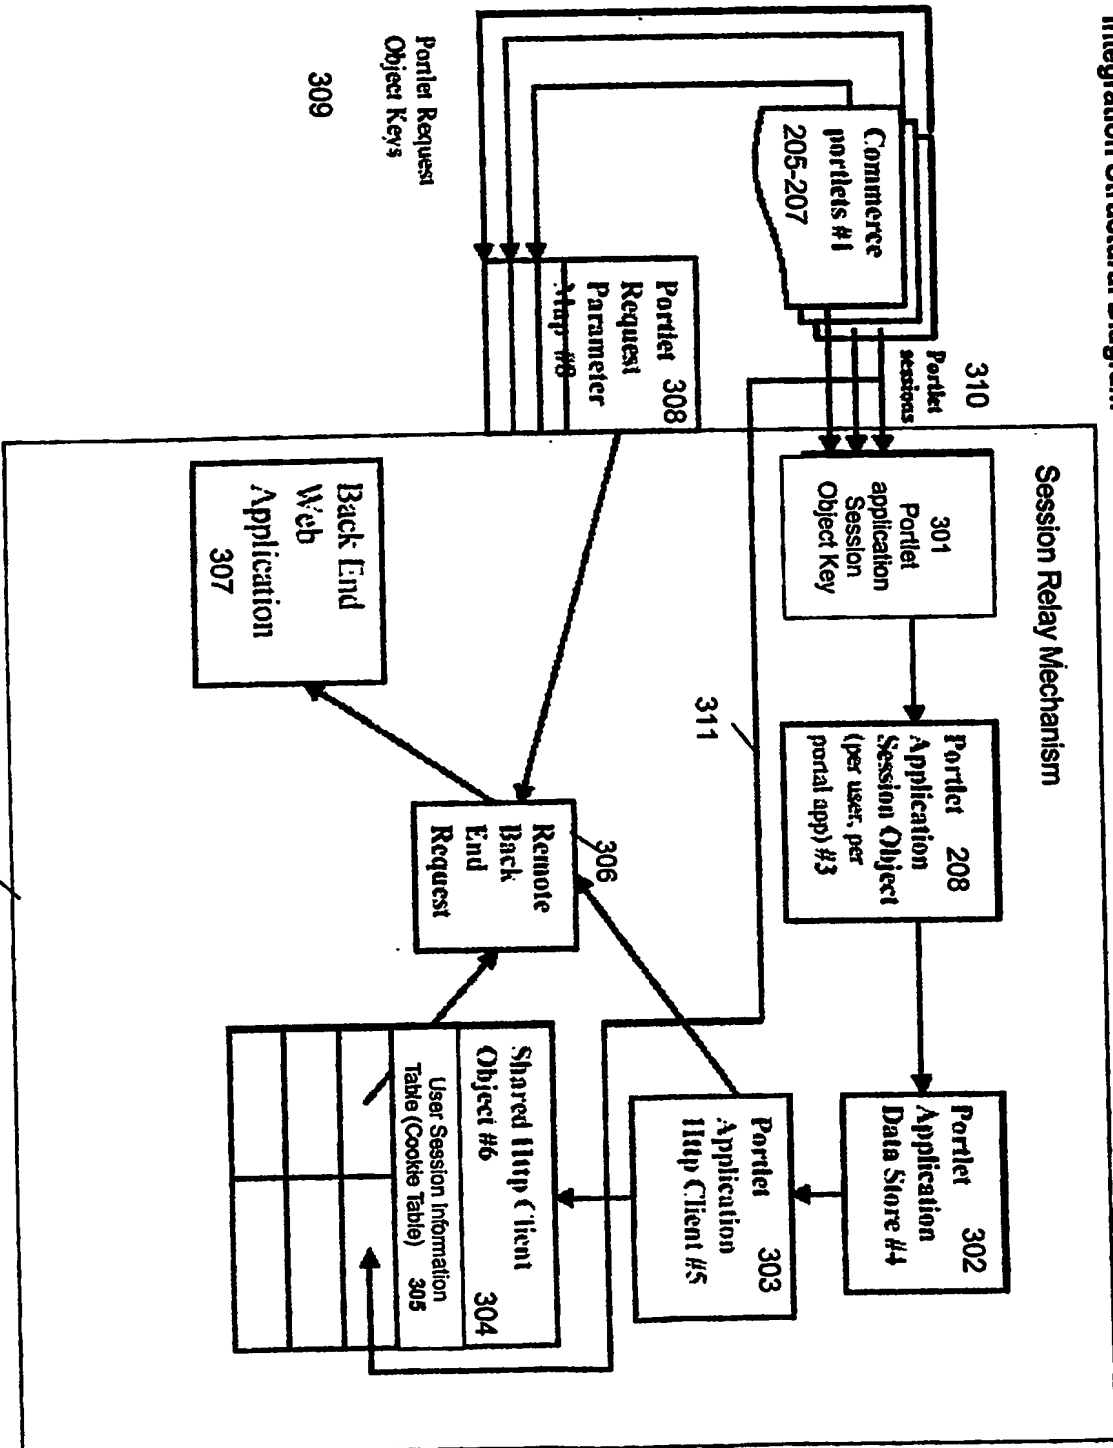 Integration Structural Diagram
Session Relay Mechanism
310
Portlet
sessions
Commerce
portlets #1
205-207
301
Portlet
application
Session
Object Key
Portlet 208
Application
Session Object
(per user, per
portal app) #3
Portlet
Application 302
Data Store #4
311
Portlet 308
Request
Parameter
Map #8
Portlet
Application 303
Http Client #5
Portlet Request
Object Keys
309
306
Remote
Back
End
Request
Shared Http Client
Object #6 304
User Session Information
Table (Cookie Table) 305
Back End
Web
Application
307